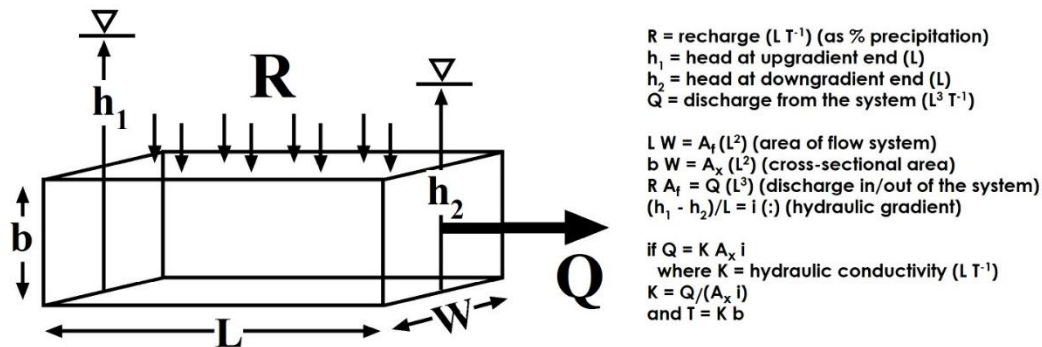 h₁
R
h₂
b
L
W
Q
R = recharge (L T⁻¹) (as % precipitation)
h₁ = head at upgradient end (L)
h₂ = head at downgradient end (L)
Q = discharge from the system (L³ T⁻¹)
L W = A_f (L²) (area of flow system)
b W = Aₓ (L²) (cross-sectional area)
R A_f = Q (L³) (discharge in/out of the system)
(h₁ - h₂)/L = i (:) (hydraulic gradient)
if Q = K Aₓ i
where K = hydraulic conductivity (L T⁻¹)
K = Q/(Aₓ i)
and T = K b